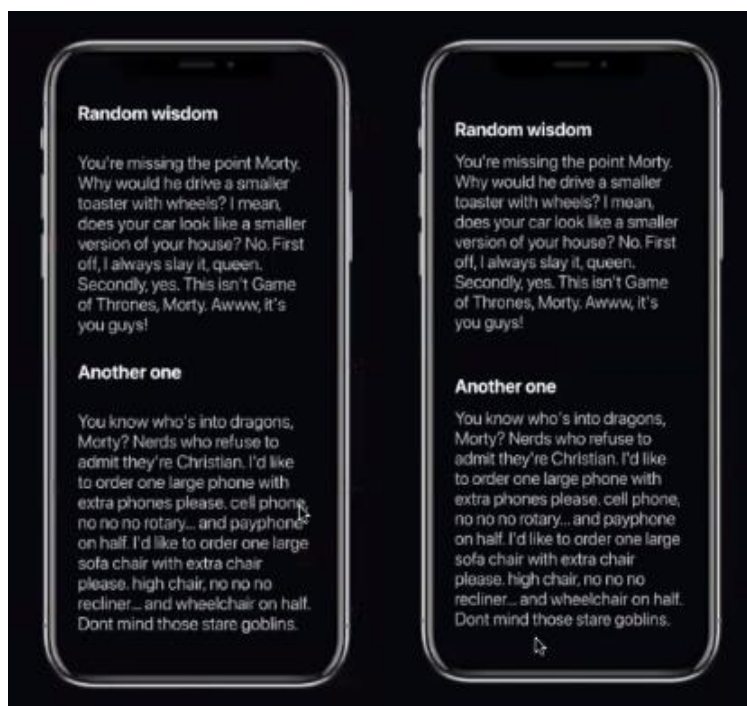 Random wisdom
You're missing the point Morty.
Why would he drive a smaller
toaster with wheels? I mean,
does your car look like a smaller
version of your house? No. First
off, I always slay it, queen.
Secondly, yes. This isn't Game
of Thrones, Morty. Awww, it's
you guys!
Another one
You know who's into dragons,
Morty? Nerds who refuse to
admit they're Christian. I'd like
to order one large phone with
extra phones please. cell phone,
no no no rotary... and payphone
on half. I'd like to order one large
sofa chair with extra chair
please. high chair, no no no
recliner... and wheelchair on half.
Dont mind those stare goblins.
Random wisdom
You're missing the point Morty.
Why would he drive a smaller
toaster with wheels? I mean,
does your car look like a smaller
version of your house? No. First
off, I always slay it, queen.
Secondly, yes. This isn't Game
of Thrones, Morty. Awww, it's
you guys!
Another one
You know who's into dragons,
Morty? Nerds who refuse to
admit they're Christian. I'd like
to order one large phone with
extra phones please. cell phone,
no no no rotary... and payphone
on half. I'd like to order one large
sofa chair with extra chair
please. high chair, no no no
recliner... and wheelchair on half.
Dont mind those stare goblins.